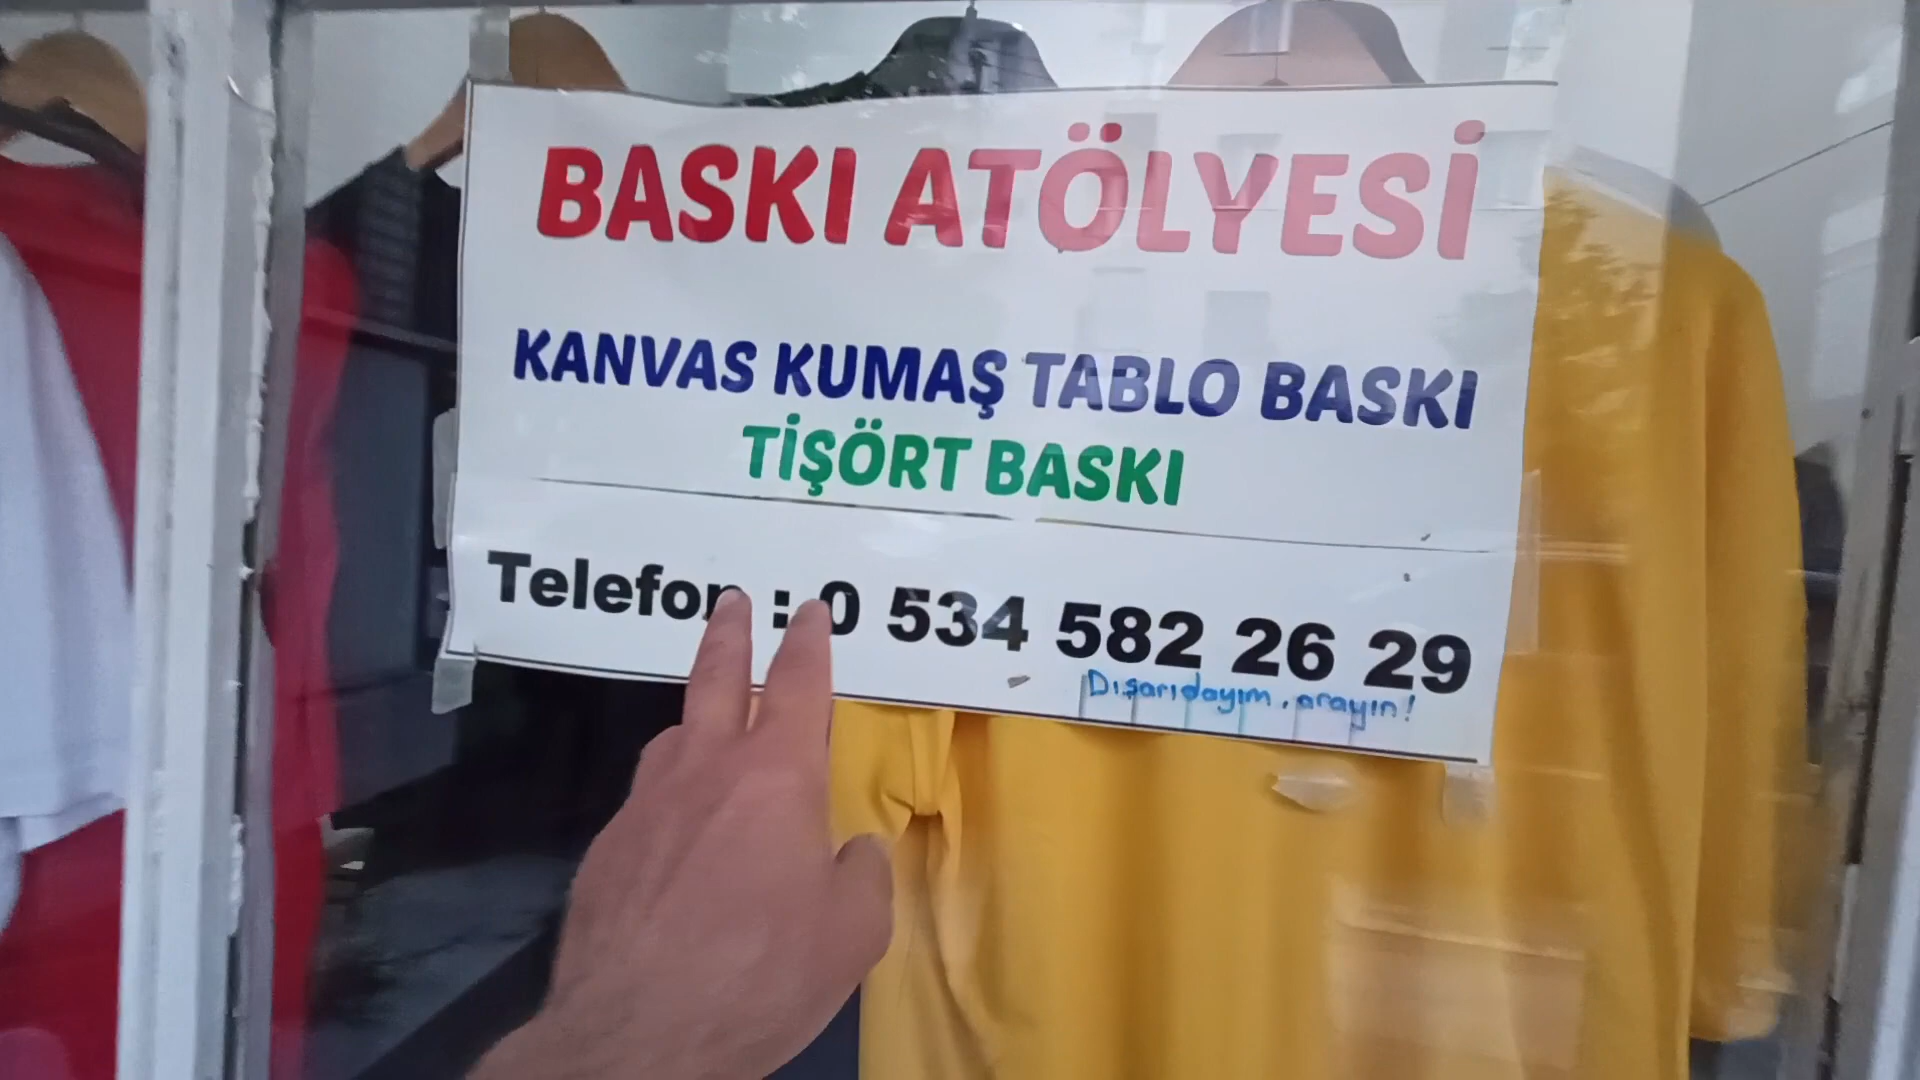 BASKI ATÖLYESİ
KANVAS KUMAŞ TABLO BASKI
TİŞÖRT BASKI
Telefon : 0 534 582 26 29
Dışarıdayım, arayın!